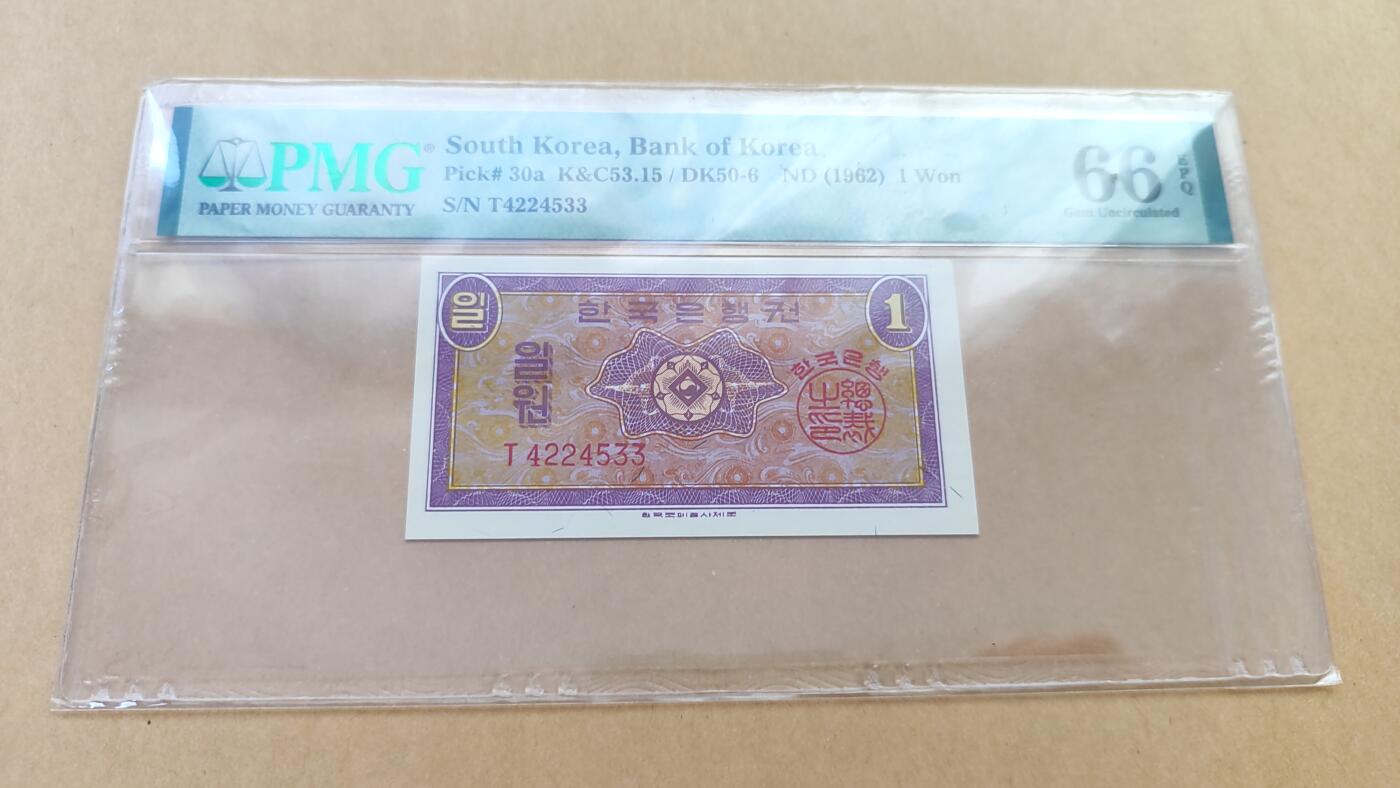 PMG®
PAPER MONEY GUARANTY
South Korea, Bank of Korea
Pick# 30a K&C53.15 / DK50-6 ND (1962) 1 Won
S/N T4224533
66 EPQ
Gem Uncirculated
일
한국은행권
1
일원
한국은행
T 4224533